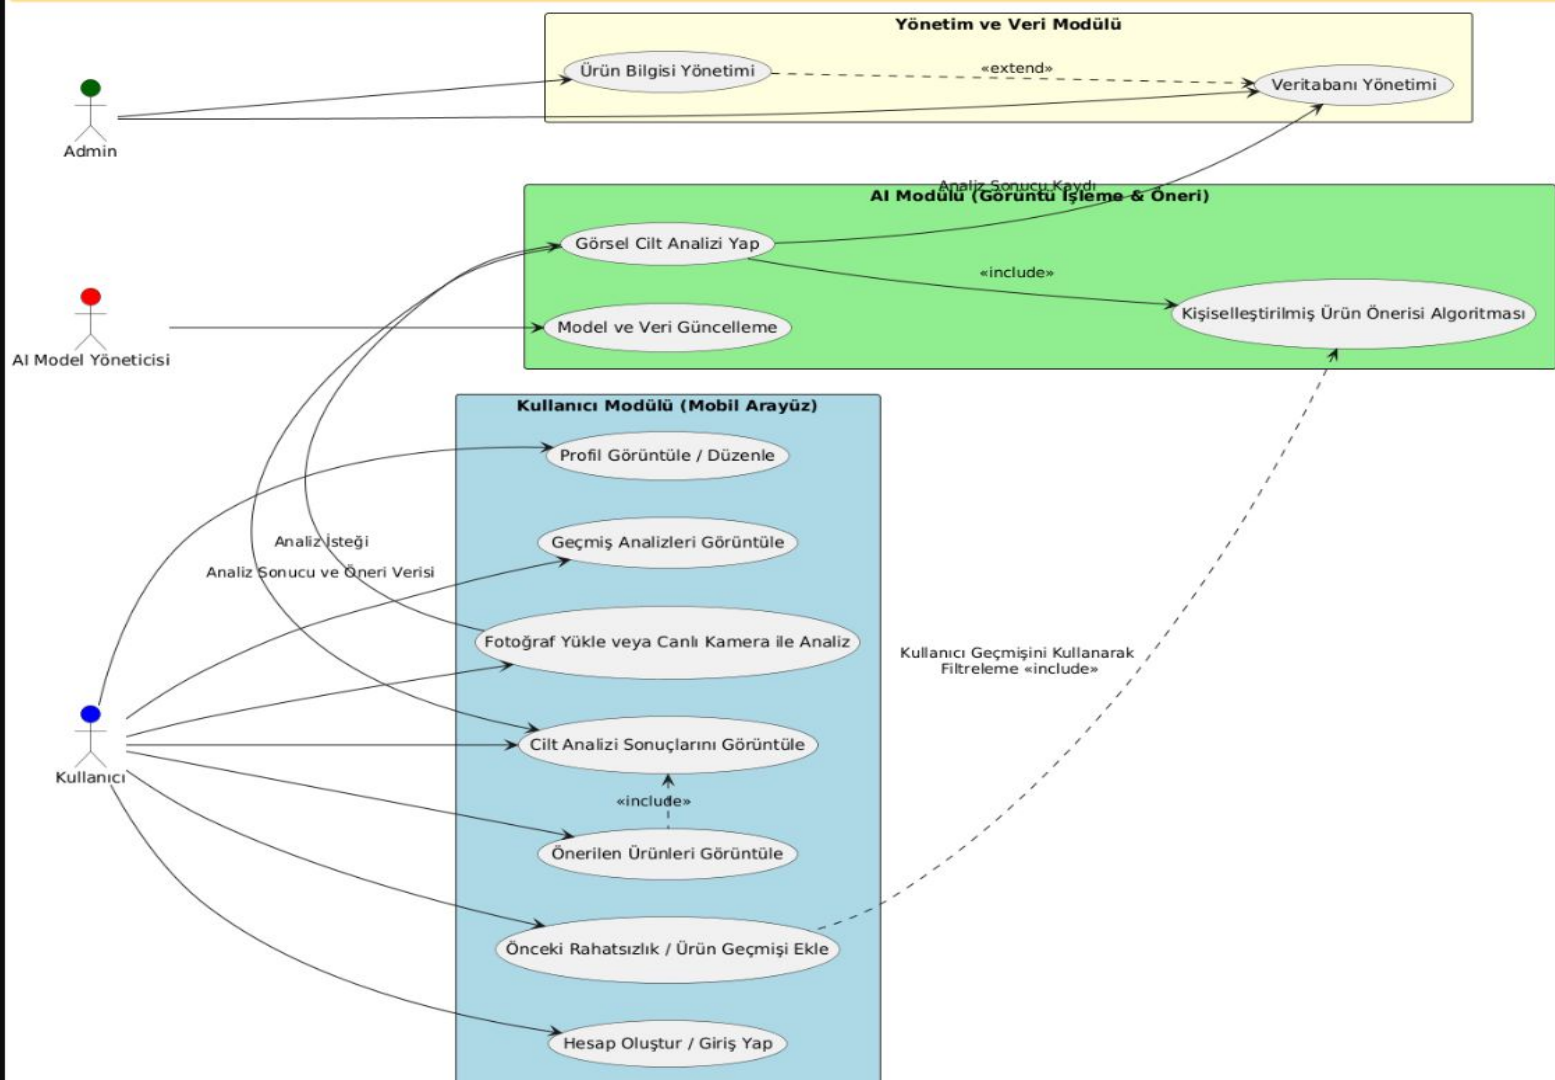 Yönetim ve Veri Modülü
Ürün Bilgisi Yönetimi
«extend»
Veritabanı Yönetimi
Admin
Analiz Sonucu Kaydı
AI Modülü (Görüntü İşleme & Öneri)
Görsel Cilt Analizi Yap
«include»
Kişiselleştirilmiş Ürün Önerisi Algoritması
Model ve Veri Güncelleme
AI Model Yöneticisi
Kullanıcı Modülü (Mobil Arayüz)
Profil Görüntüle / Düzenle
Analiz İsteği
Geçmiş Analizleri Görüntüle
Analiz Sonucu ve Öneri Verisi
Fotoğraf Yükle veya Canlı Kamera ile Analiz
Kullanıcı Geçmişini Kullanarak
Filtreleme «include»
Cilt Analizi Sonuçlarını Görüntüle
Kullanıcı
«include»
Önerilen Ürünleri Görüntüle
Önceki Rahatsızlık / Ürün Geçmişi Ekle
Hesap Oluştur / Giriş Yap